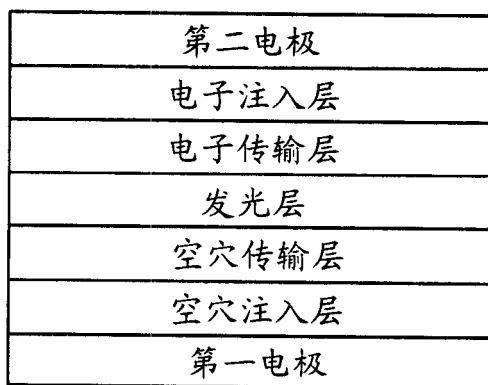 第二电极
电子注入层
电子传输层
发光层
空穴传输层
空穴注入层
第一电极